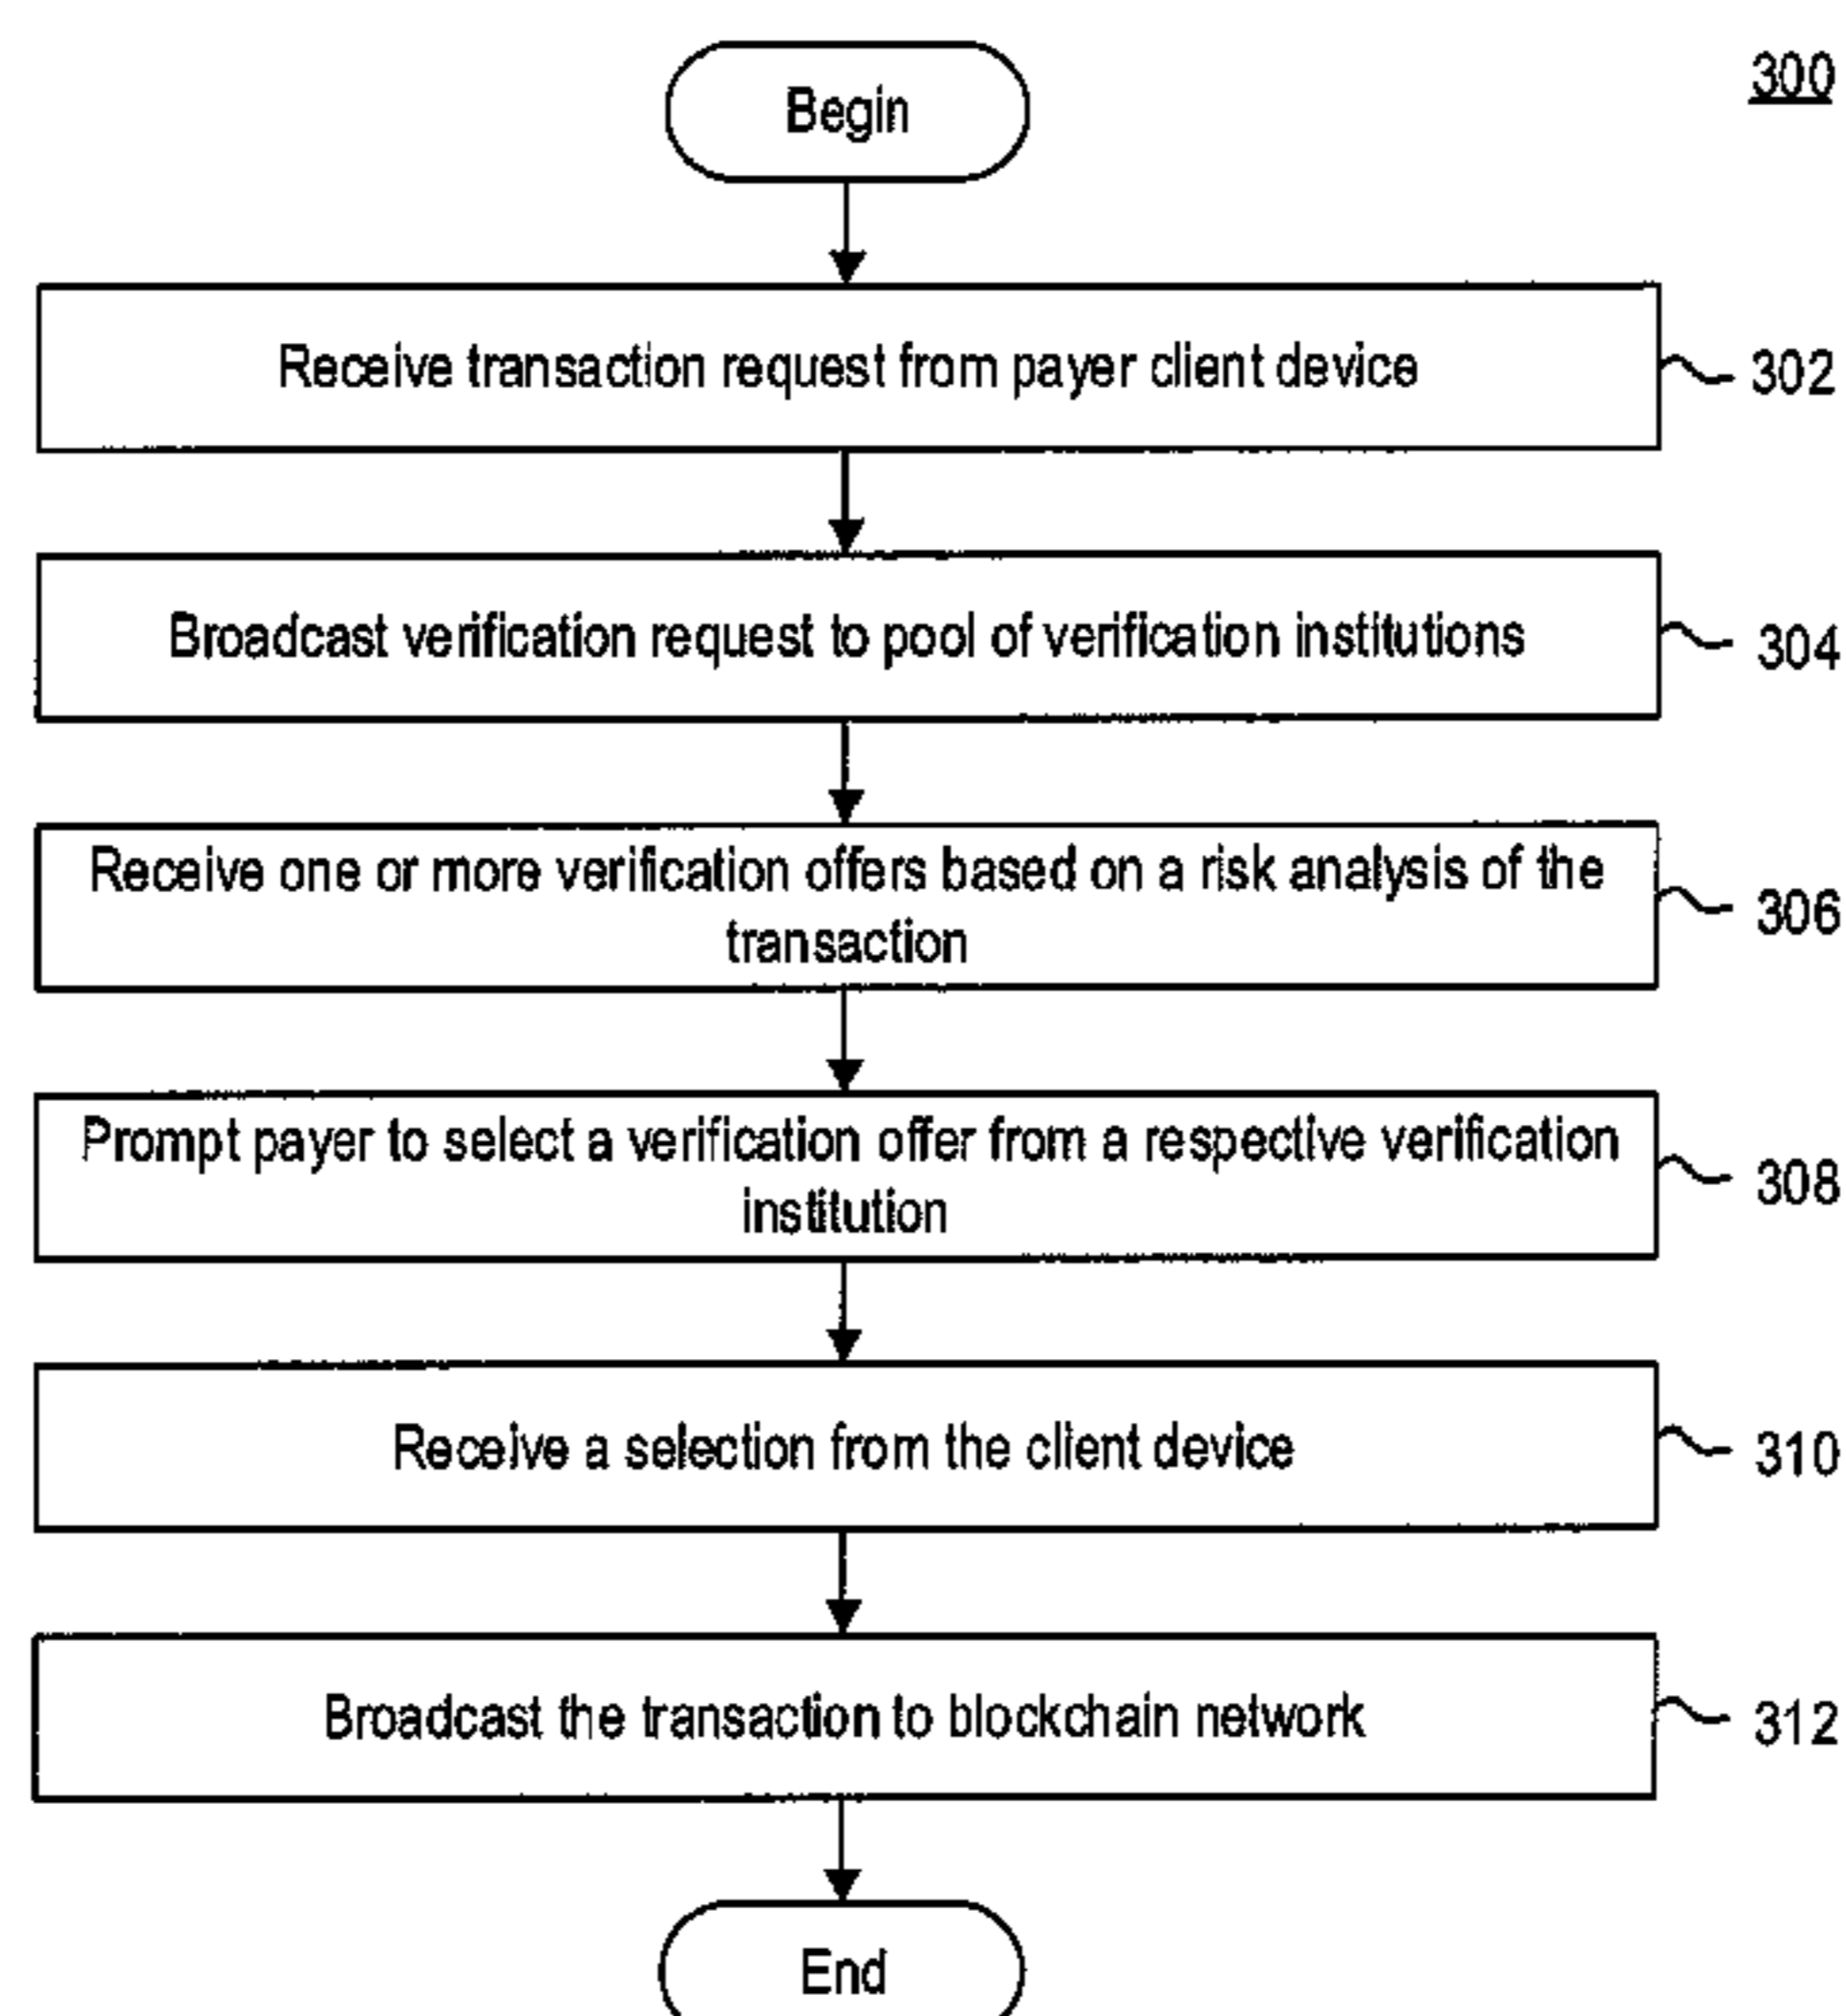 300
Begin
Receive transaction request from payer client device
302
Broadcast verification request to pool of verification institutions
304
Receive one or more verification offers based on a risk analysis of the
transaction
306
Prompt payer to select a verification offer from a respective verification
institution
308
Receive a selection from the client device
310
Broadcast the transaction to blockchain network
312
End